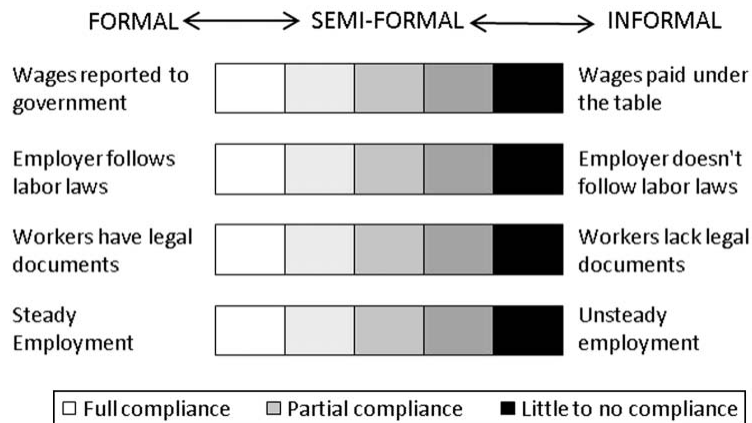 FORMAL SEMI-FORMAL INFORMAL
Wages reported to
government
Wages paid under
the table
Employer follows
labor laws
Employer doesn't
follow labor laws
Workers have legal
documents
Workers lack legal
documents
Steady
Employment
Unsteady
employment
Full compliance Partial compliance Little to no compliance